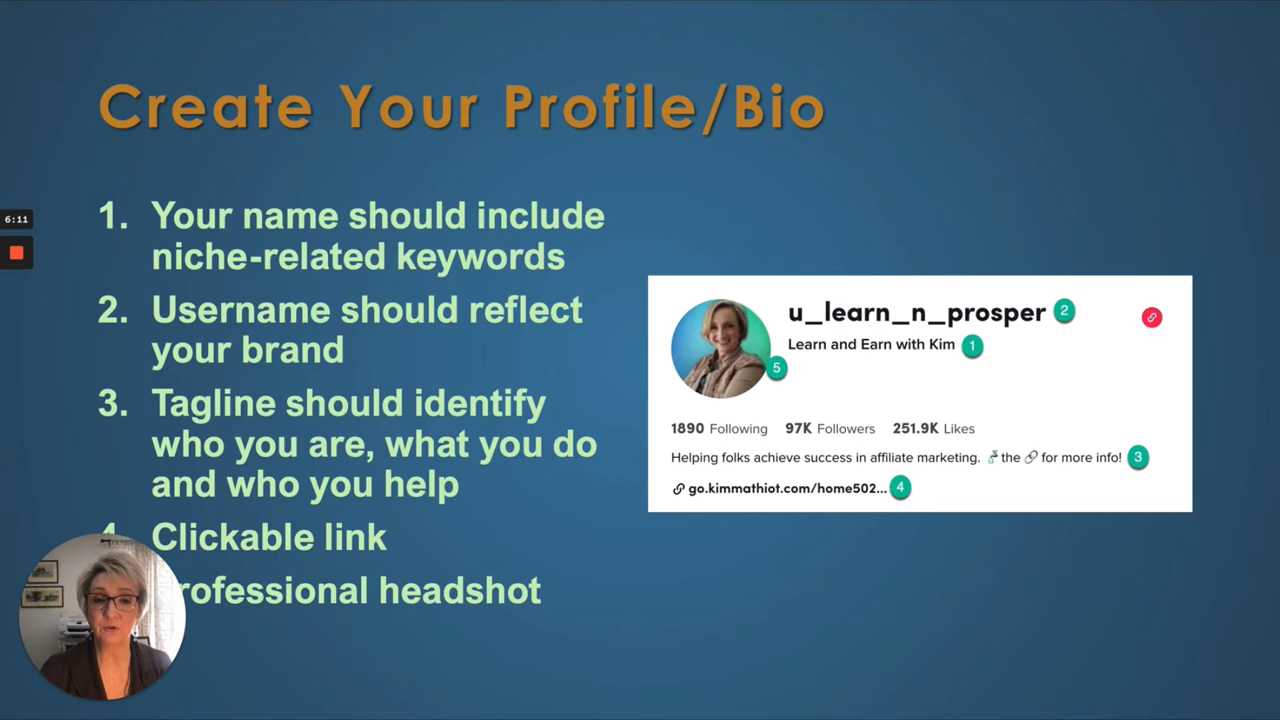 Create Your Profile/Bio
6:11
1. Your name should include
niche-related keywords
2. Username should reflect
your brand
3. Tagline should identify
who you are, what you do
and who you help
Clickable link
rofessional headshot
u_learn_n_prosper 2
Learn and Earn with Kim 1
5
1890 Following 97K Followers 251.9K Likes
Helping folks achieve success in affiliate marketing. the for more info! 3
go.kimmathiot.com/home502... 4